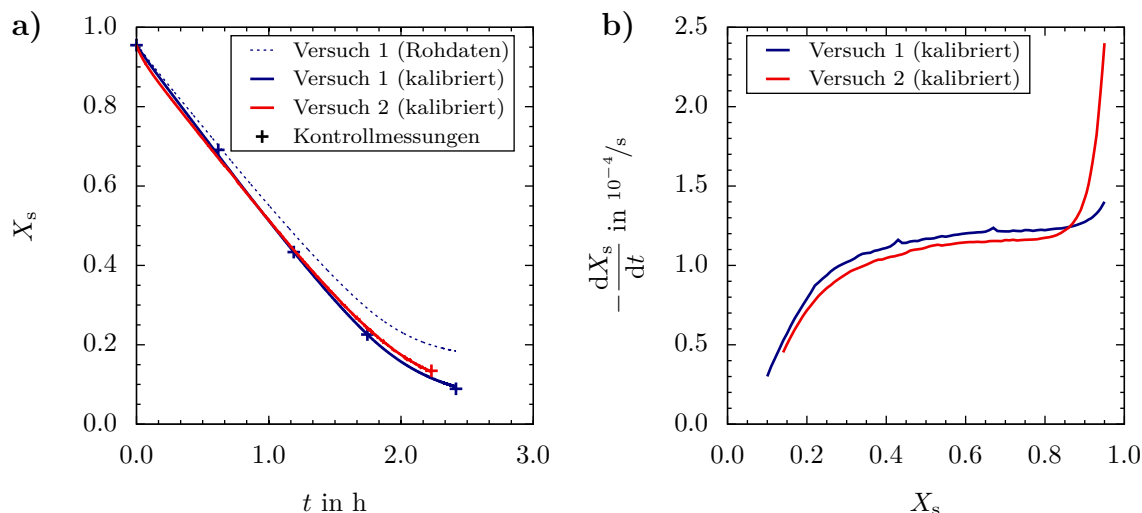 a)
1.0
0.8
0.6
0.4
0.2
0.0
X_s
0.0 1.0 2.0 3.0
t in h
Versuch 1 (Rohdaten)
Versuch 1 (kalibriert)
Versuch 2 (kalibriert)
Kontrollmessungen
b)
2.5
2.0
1.5
1.0
0.5
0.0
−dX_s/dt in 10⁻⁴/s
0.0 0.2 0.4 0.6 0.8 1.0
X_s
Versuch 1 (kalibriert)
Versuch 2 (kalibriert)